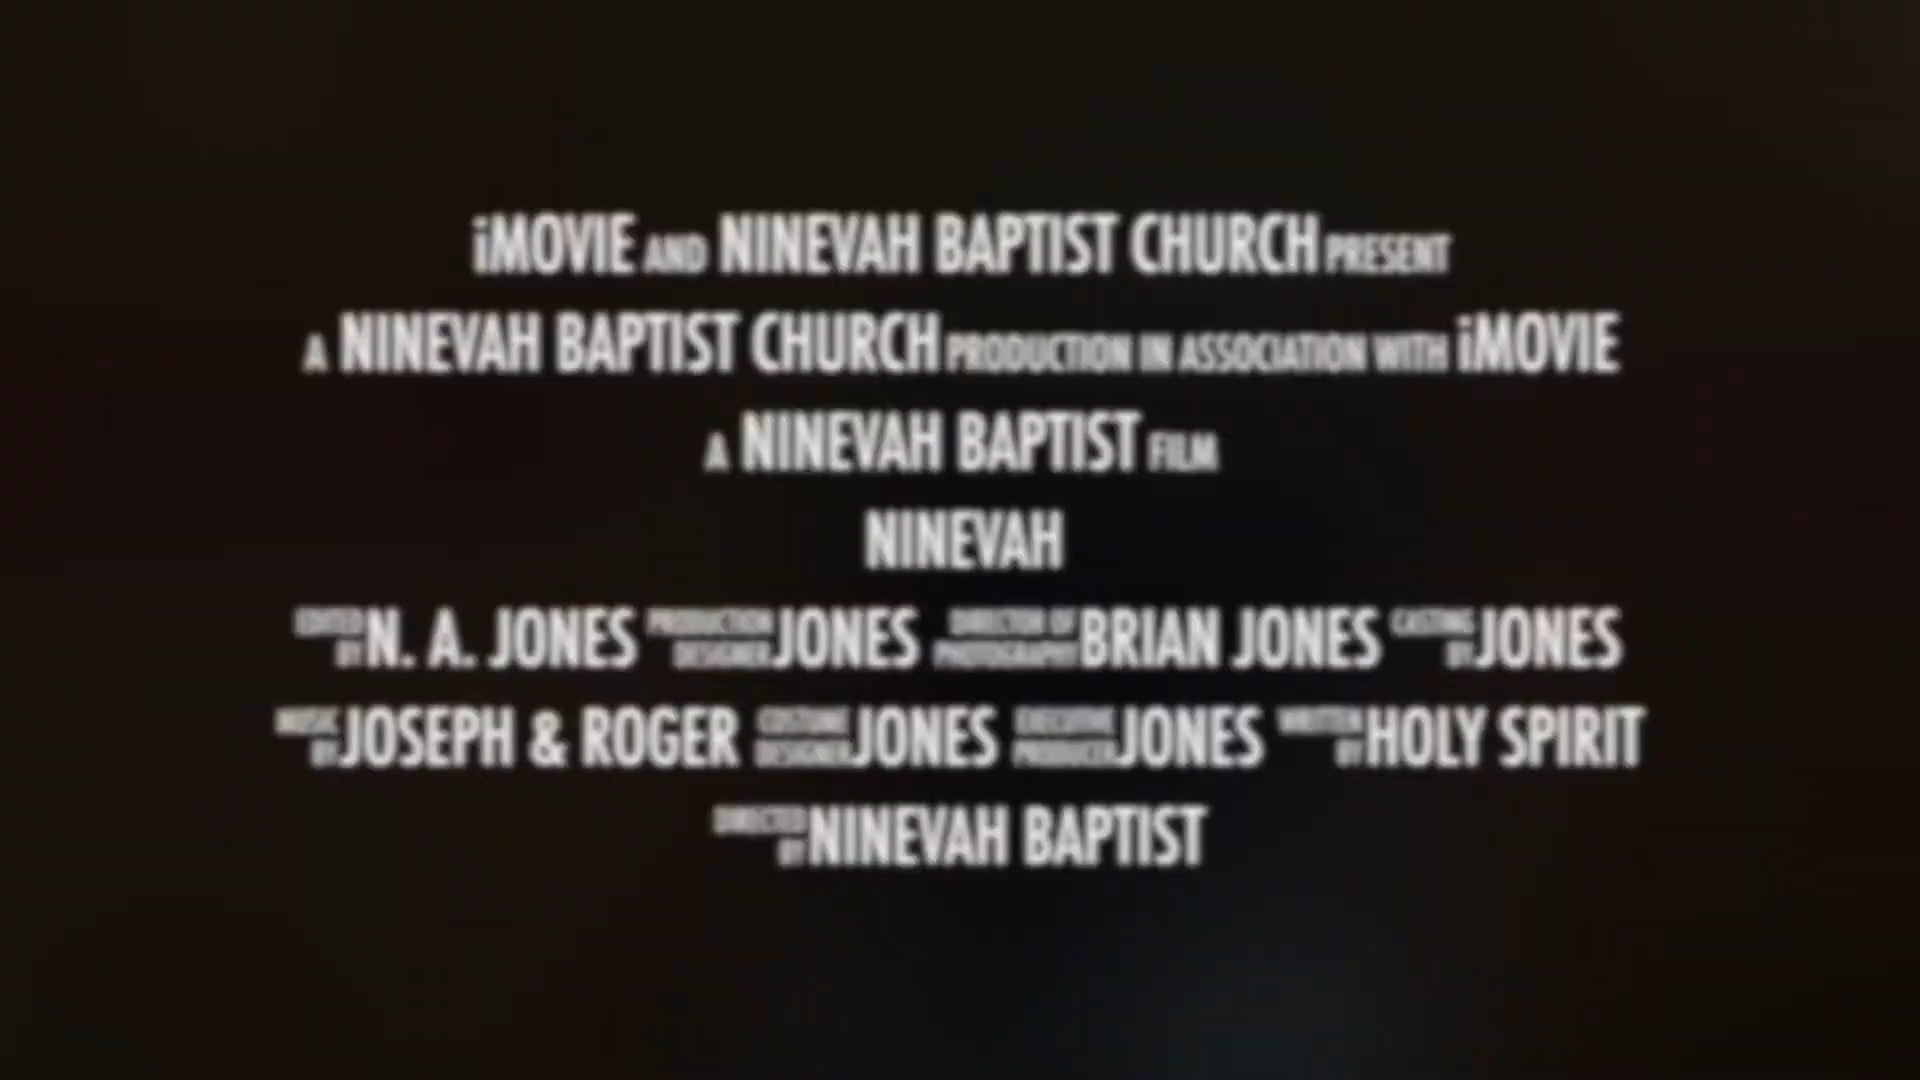 iMOVIE AND NINEVAH BAPTIST CHURCH PRESENT
A NINEVAH BAPTIST CHURCH PRODUCTION IN ASSOCIATION WITH iMOVIE
A NINEVAH BAPTIST FILM
NINEVAH
EDITED BY N. A. JONES PRODUCTION DESIGNER JONES DIRECTOR OF PHOTOGRAPHY BRIAN JONES CASTING BY JONES
MUSIC BY JOSEPH & ROGER COSTUME DESIGNER JONES EXECUTIVE PRODUCER JONES WRITTEN BY HOLY SPIRIT
DIRECTED BY NINEVAH BAPTIST